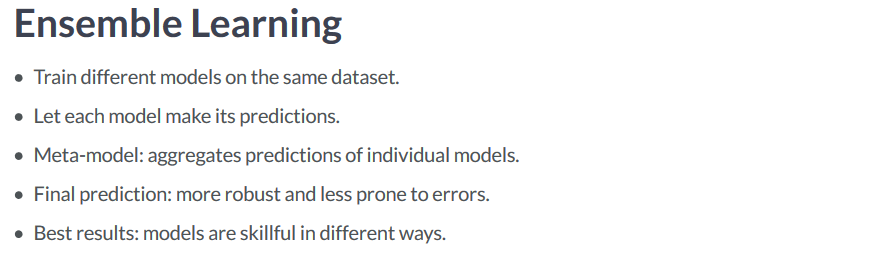 Ensemble Learning
• Train different models on the same dataset.
• Let each model make its predictions.
• Meta-model: aggregates predictions of individual models.
• Final prediction: more robust and less prone to errors.
• Best results: models are skillful in different ways.